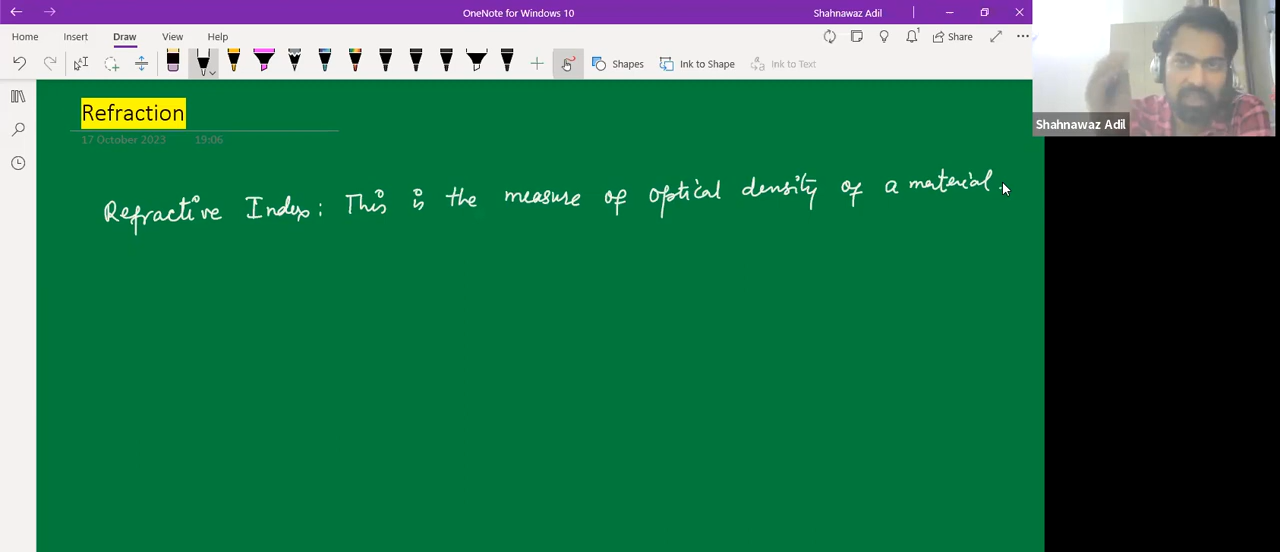 OneNote for Windows 10
Shahnawaz Adil
Home Insert Draw View Help
Share
Shapes Ink to Shape Ink to Text
Refraction
17 October 2023 19:06
Refractive Index: This is the measure of optical density of a material.
Shahnawaz Adil